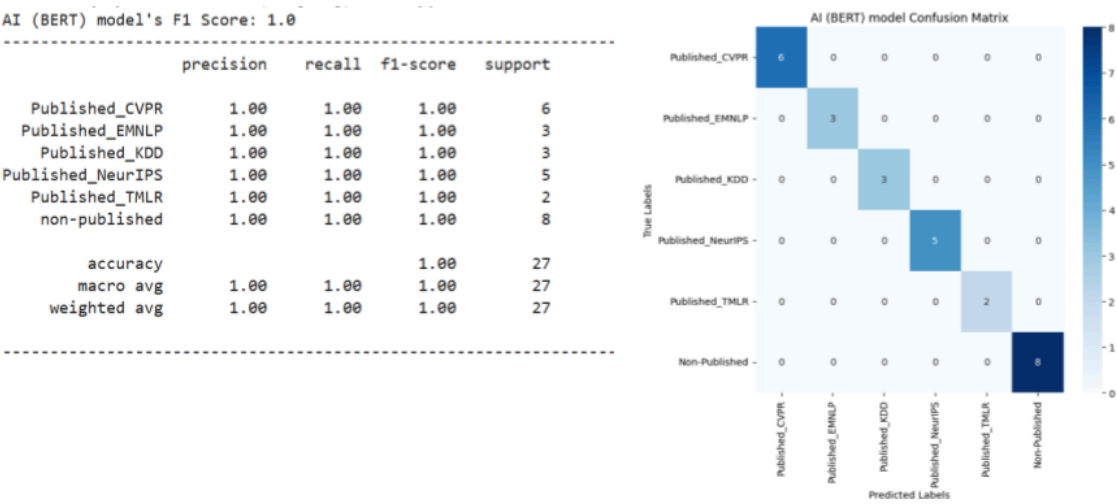 AI (BERT) model's F1 Score: 1.0
precision recall f1-score support
Published_CVPR 1.00 1.00 1.00 6
Published_EMNLP 1.00 1.00 1.00 3
Published_KDD 1.00 1.00 1.00 3
Published_NeurIPS 1.00 1.00 1.00 5
Published_TMLR 1.00 1.00 1.00 2
non-published 1.00 1.00 1.00 8
accuracy 1.00 27
macro avg 1.00 1.00 1.00 27
weighted avg 1.00 1.00 1.00 27
AI (BERT) model Confusion Matrix
True Labels
Published_CVPR 6 0 0 0 0 0
Published_EMNLP 0 3 0 0 0 0
Published_KDD 0 0 3 0 0 0
Published_NeurIPS 0 0 0 5 0 0
Published_TMLR 0 0 0 0 2 0
Non-Published 0 0 0 0 0 8
Published_CVPR
Published_EMNLP
Published_KDD
Published_NeurIPS
Published_TMLR
Non-Published
Predicted Labels
8
7
6
5
4
3
2
1
0